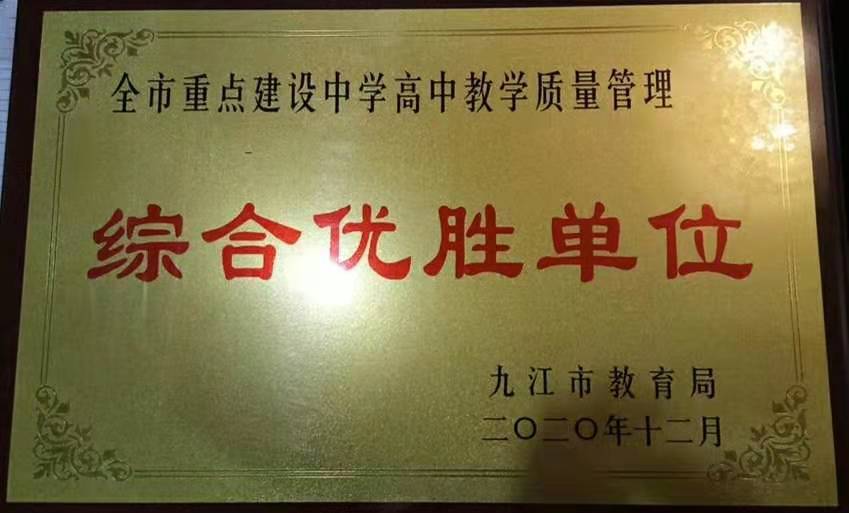 全市重点建设中学高中教学质量管理
综合优胜单位
九江市教育局
二〇二〇年十二月